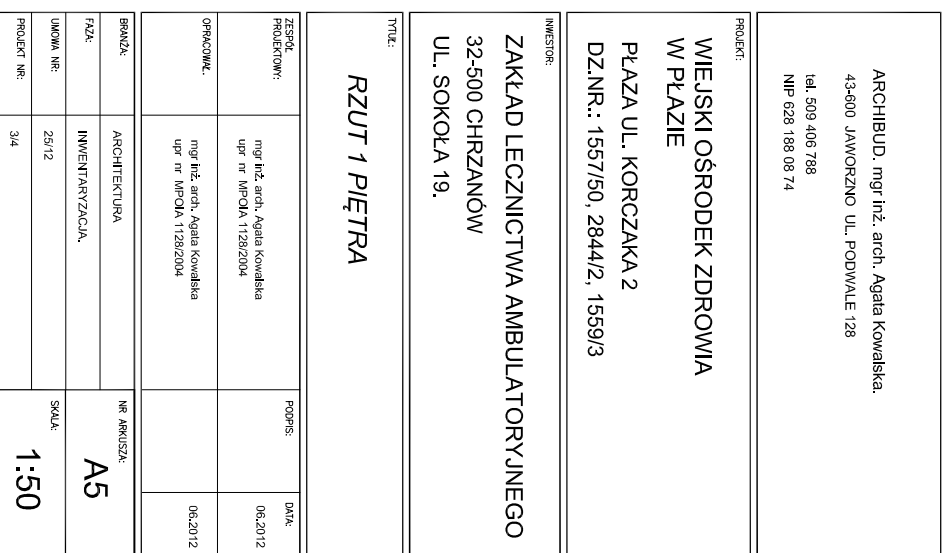 ARCHIBUD. mgr inż. arch. Agata Kowalska.
43-600 JAWORZNO UL. PODWALE 128
tel. 509 406 788
NIP 628 188 08 74
PROJEKT:
WIEJSKI OŚRODEK ZDROWIA
W PŁAZIE
PŁAZA UL. KORCZAKA 2
DZ.NR.: 1557/50, 2844/2, 1559/3
INWESTOR:
ZAKŁAD LECZNICTWA AMBULATORYJNEGO
32-500 CHRZANÓW
UL. SOKOŁA 19.
TYTUŁ:
RZUT 1 PIĘTRA
ZESPÓŁ PODPIS: DATA:
PROJEKTOWY:
mgr inż. arch. Agata Kowalska 06.2012
upr nr MPOIA 1128/2004
OPRACOWAŁ:
mgr inż. arch. Agata Kowalska 06.2012
upr nr MPOIA 1128/2004
BRANŻA: ARCHITEKTURA NR ARKUSZA:
FAZA: INWENTARYZACJA. A5
UMOWA NR: 25/12 SKALA:
PROJEKT NR: 3/4 1:50